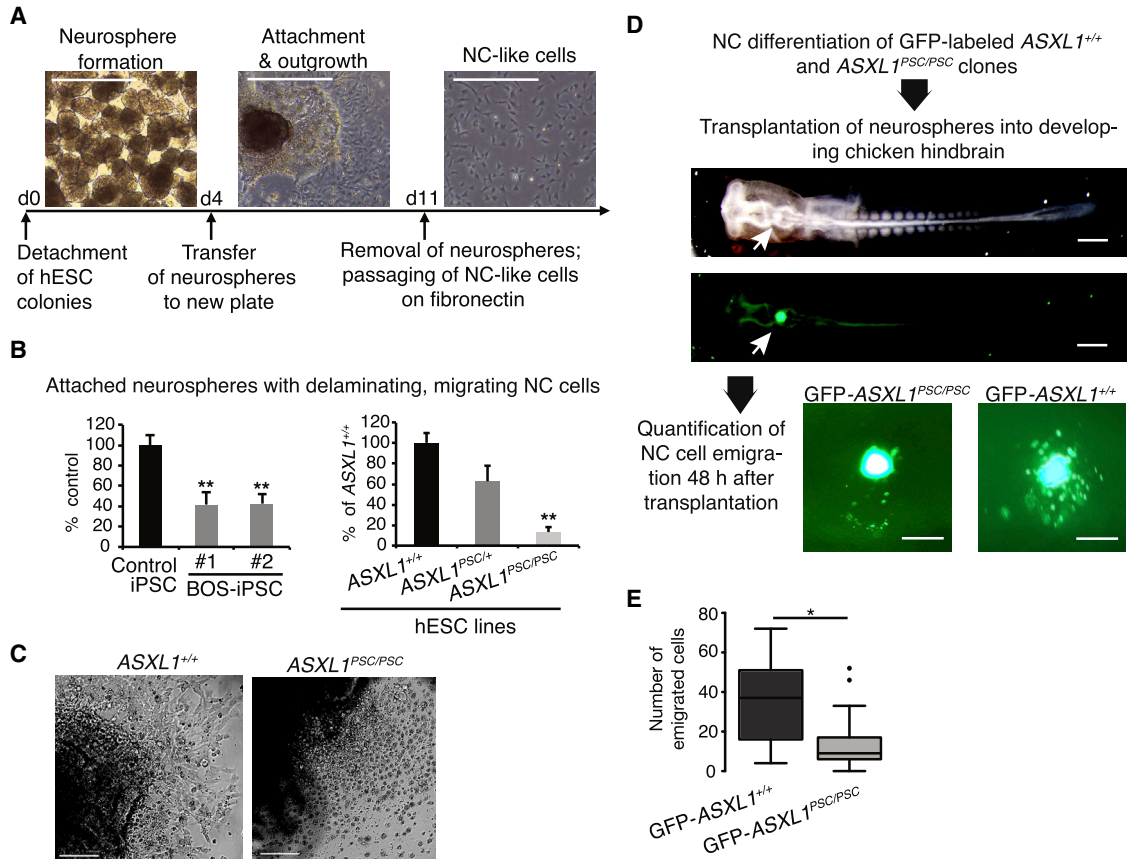 A
Neurosphere
formation
Attachment
& outgrowth
NC-like cells
d0
d4
d11
Detachment
of hESC
colonies
Transfer
of neurospheres
to new plate
Removal of neurospheres;
passaging of NC-like cells
on fibronectin
B
Attached neurospheres with delaminating, migrating NC cells
% control
120
100
80
60
40
20
0
**
**
Control
iPSC
#1
#2
BOS-iPSC
% of ASXL1+/+
120
100
80
60
40
20
0
**
ASXL1+/+
ASXL1PSC/+
ASXL1PSC/PSC
hESC lines
C
ASXL1+/+
ASXL1PSC/PSC
D
NC differentiation of GFP-labeled ASXL1+/+
and ASXL1PSC/PSC clones
Transplantation of neurospheres into develop-
ing chicken hindbrain
Quantification of
NC cell emigra-
tion 48 h after
transplantation
GFP-ASXL1PSC/PSC
GFP-ASXL1+/+
E
Number of
emigrated cells
80
60
40
20
0
*
GFP-ASXL1+/+
GFP-ASXL1PSC/PSC